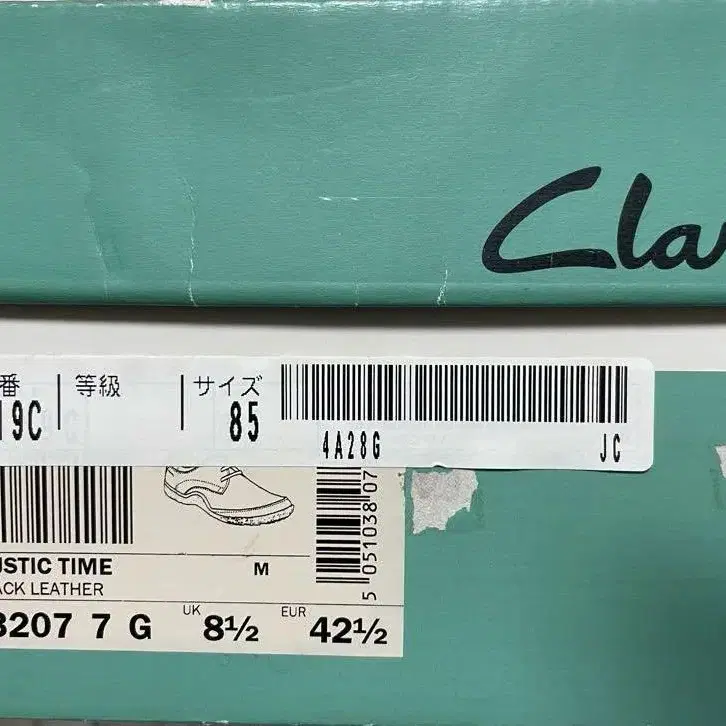 Cla
番 等級 サイズ
19C 85
4A28G JC
USTIC TIME M
ACK LEATHER
5 051038 07
3207 7 G UK 8½ EUR 42½